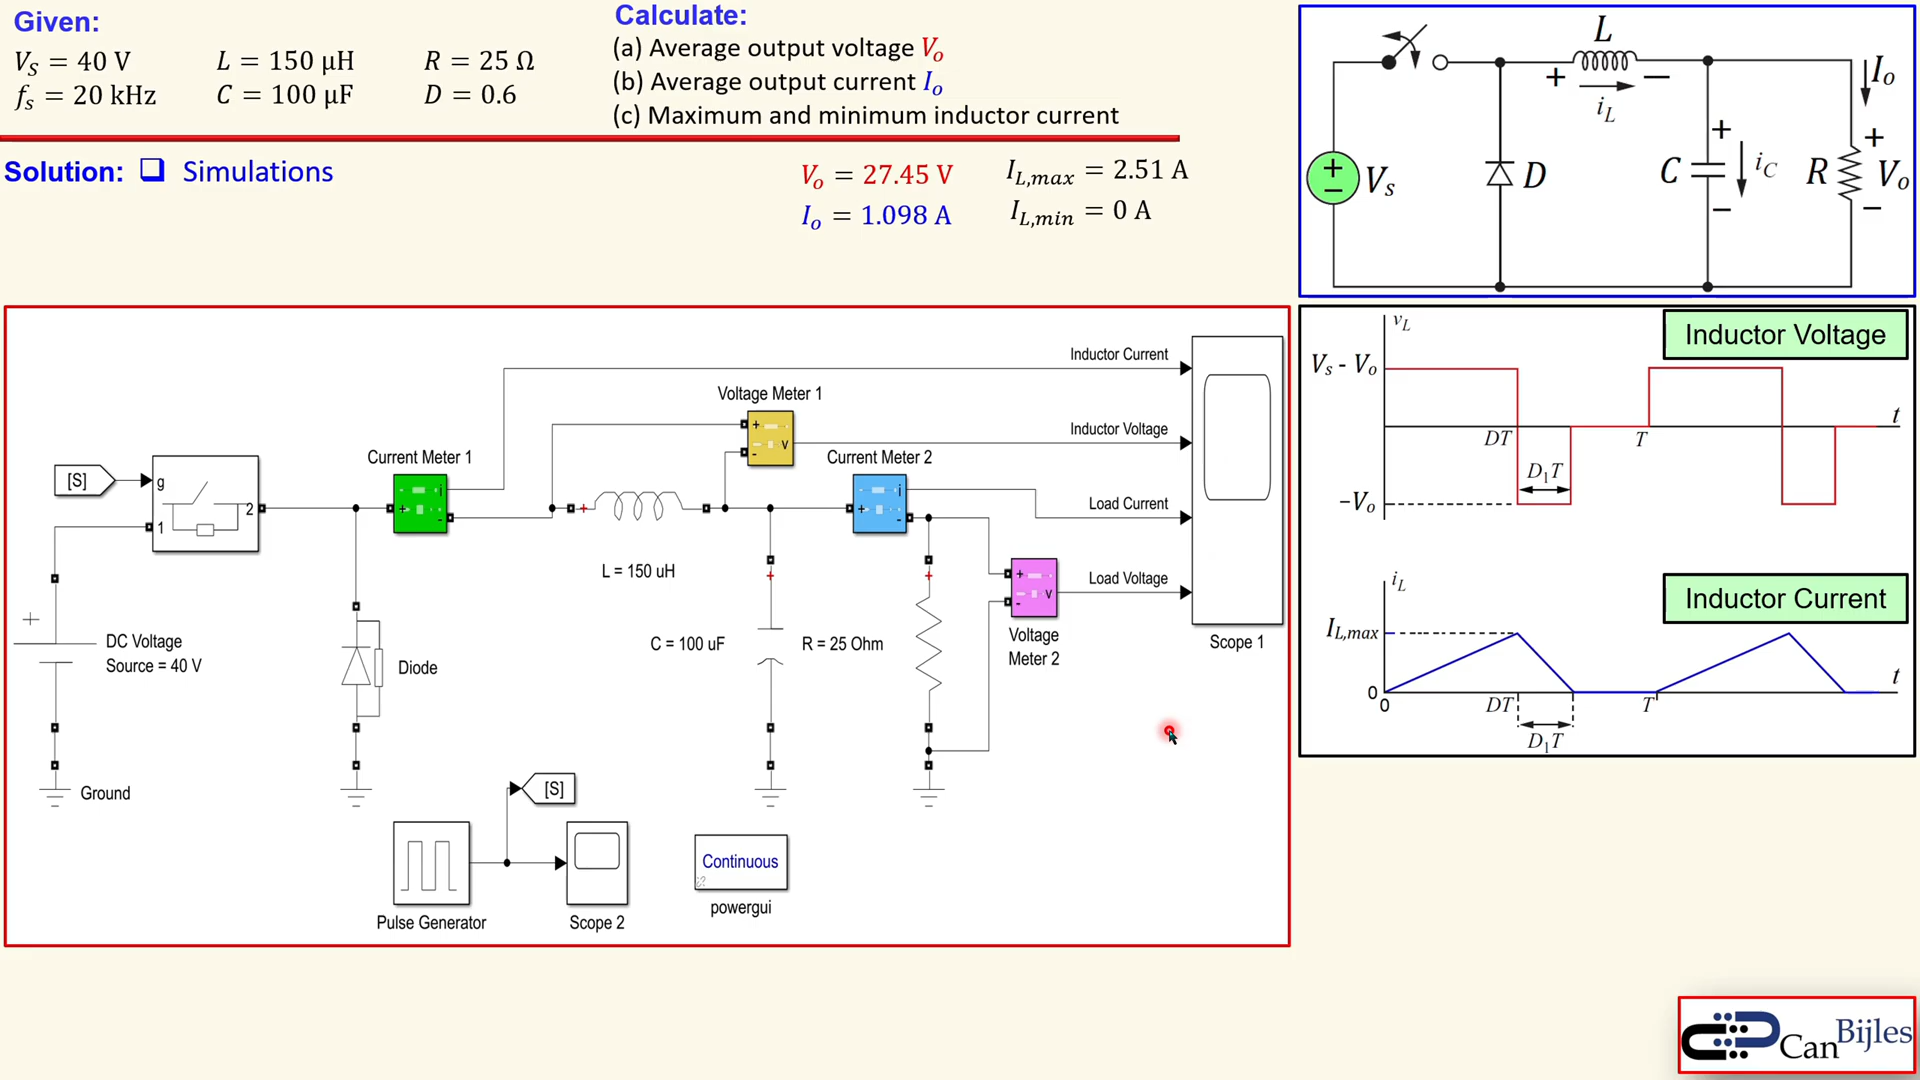 Given:
V_S = 40 V L = 150 µH R = 25 Ω
f_s = 20 kHz C = 100 µF D = 0.6
Calculate:
(a) Average output voltage V_o
(b) Average output current I_o
(c) Maximum and minimum inductor current
Solution: ❑ Simulations
V_o = 27.45 V I_{L,max} = 2.51 A
I_o = 1.098 A I_{L,min} = 0 A
L
+ −
i_L
I_o
+
−
V_s
D
C
+
−
i_C
R
+
V_o
−
Inductor Current
Voltage Meter 1
+
-
v
Inductor Voltage
Current Meter 1
Current Meter 2
[S]
g
1
2
+
i
-
+
+
i
-
Load Current
L = 150 uH
+
+
+
-
v
Load Voltage
+
DC Voltage
Source = 40 V
Diode
C = 100 uF
R = 25 Ohm
Voltage
Meter 2
Scope 1
Ground
[S]
Continuous
Pulse Generator
Scope 2
powergui
v_L
Inductor Voltage
V_s - V_o
t
DT
T
D_1T
−V_o
i_L
Inductor Current
I_{L,max}
t
0
0
DT
T
D_1T
Can Bijles